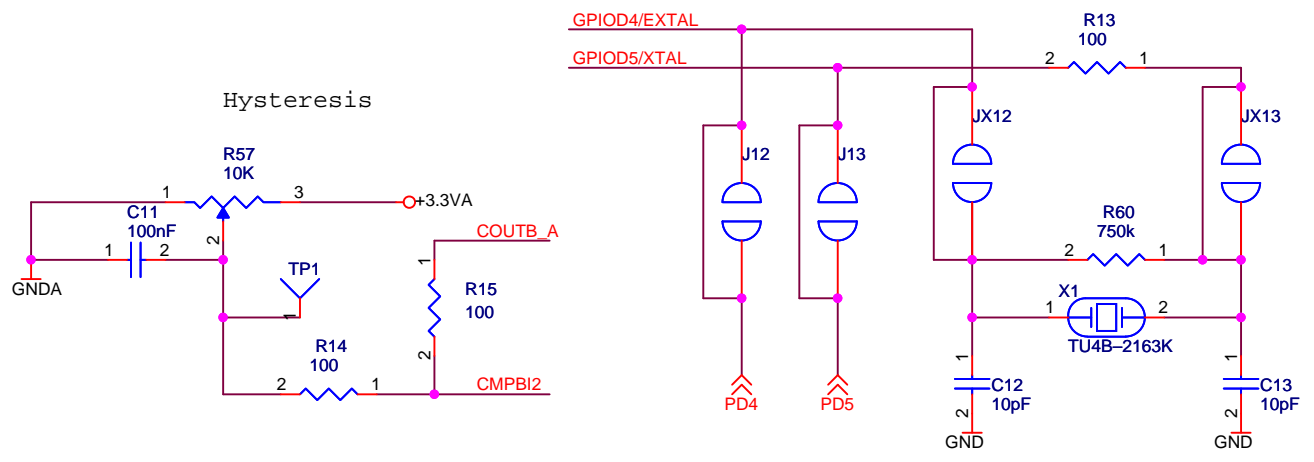 GPIOD4/EXTAL
R13
100
GPIOD5/XTAL
2
1
Hysteresis
JX12
JX13
J12
J13
R57
10K
1
3
+3.3VA
C11
100nF
2
1
2
COUTB_A
R60
750k
2
1
GNDA
TP1
1
1
R15
100
X1
1
2
TU4B–2163K
R14
100
2
2
1
CMPBI2
1
C12
10pF
2
GND
1
C13
10pF
2
GND
PD4
PD5